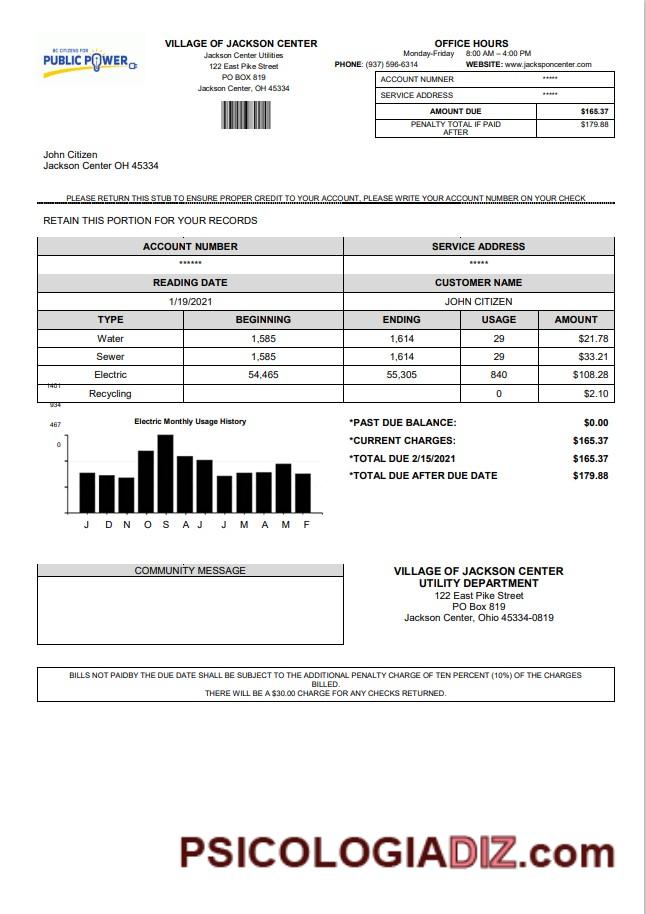 BC CITIZENS FOR
PUBLIC POWER
VILLAGE OF JACKSON CENTER
Jackson Center Utilities
122 East Pike Street
PO BOX 819
Jackson Center, OH 45334
OFFICE HOURS
Monday-Friday 8:00 AM – 4:00 PM
PHONE: (937) 596-6314 WEBSITE: www.jacksponcenter.com
ACCOUNT NUMNER *****
SERVICE ADDRESS *****
AMOUNT DUE $165.37
PENALTY TOTAL IF PAID AFTER $179.88
John Citizen
Jackson Center OH 45334
PLEASE RETURN THIS STUB TO ENSURE PROPER CREDIT TO YOUR ACCOUNT, PLEASE WRITE YOUR ACCOUNT NUMBER ON YOUR CHECK
RETAIN THIS PORTION FOR YOUR RECORDS
ACCOUNT NUMBER SERVICE ADDRESS
****** *****
READING DATE CUSTOMER NAME
1/19/2021 JOHN CITIZEN
TYPE BEGINNING ENDING USAGE AMOUNT
Water 1,585 1,614 29 $21.78
Sewer 1,585 1,614 29 $33.21
Electric 54,465 55,305 840 $108.28
Recycling 0 $2.10
1401
934
467
0
Electric Monthly Usage History
J D N O S A J J M A M F
*PAST DUE BALANCE: $0.00
*CURRENT CHARGES: $165.37
*TOTAL DUE 2/15/2021 $165.37
*TOTAL DUE AFTER DUE DATE $179.88
COMMUNITY MESSAGE
VILLAGE OF JACKSON CENTER
UTILITY DEPARTMENT
122 East Pike Street
PO Box 819
Jackson Center, Ohio 45334-0819
BILLS NOT PAIDBY THE DUE DATE SHALL BE SUBJECT TO THE ADDITIONAL PENALTY CHARGE OF TEN PERCENT (10%) OF THE CHARGES
BILLED.
THERE WILL BE A $30.00 CHARGE FOR ANY CHECKS RETURNED.
PSICOLOGIADIZ.com